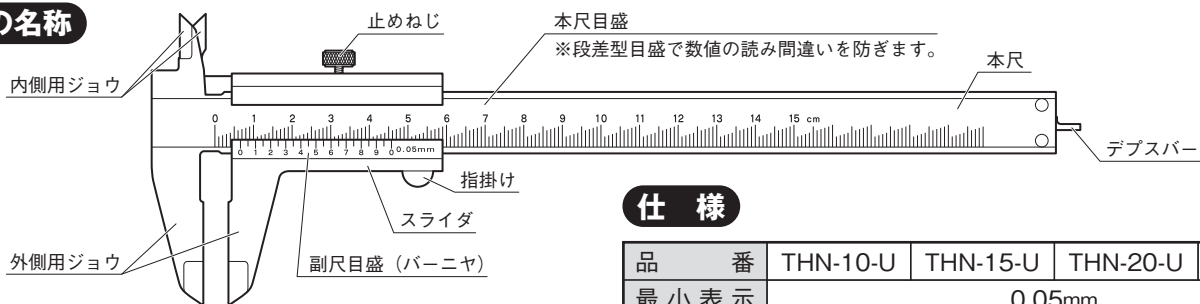 の名称
止めねじ
本尺目盛
※段差型目盛で数値の読み間違いを防ぎます。
本尺
内側用ジョウ
0 1 2 3 4 5 6 7 8 9 10 11 12 13 14 15 cm
0 1 2 3 4 5 6 7 8 9 0 0.05mm
デプスバー
指掛け
スライダ
外側用ジョウ
副尺目盛（バーニヤ）
仕 様
品 番 THN-10-U THN-15-U THN-20-U
最小表示 0.05mm